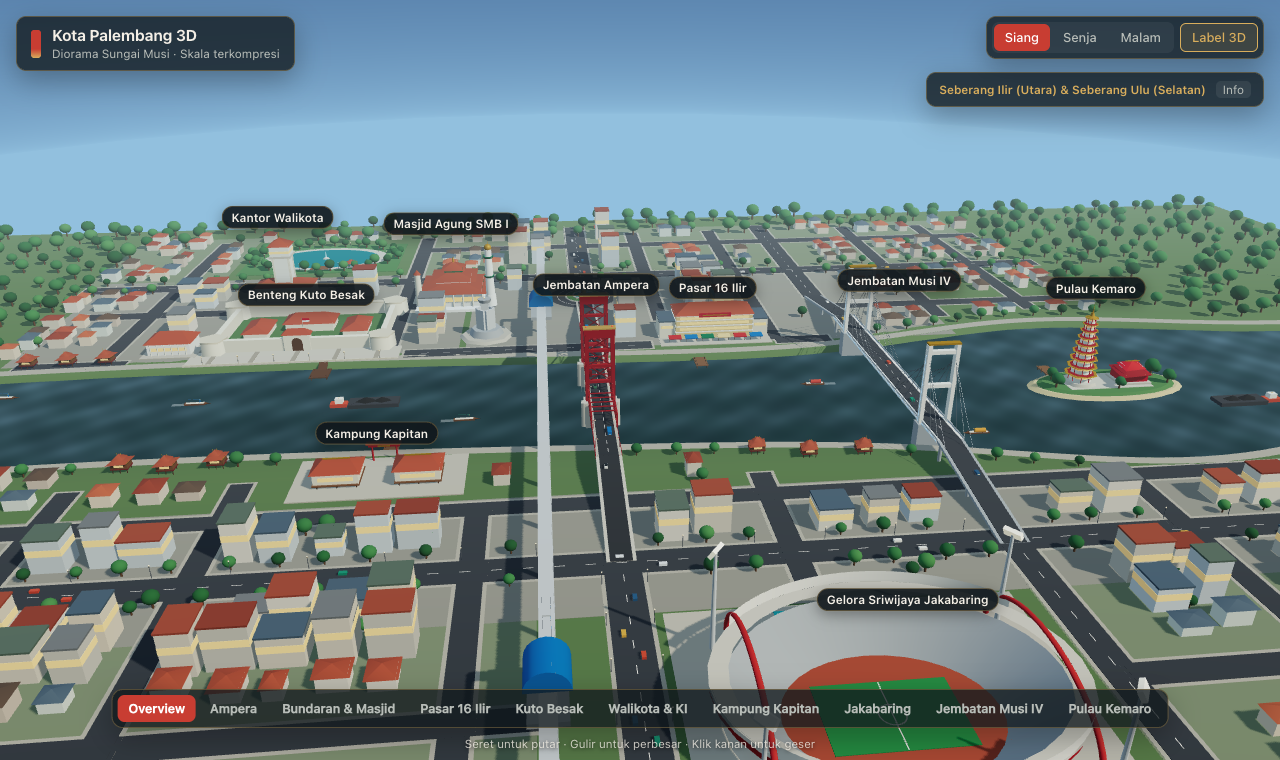 Kota Palembang 3D
Diorama Sungai Musi · Skala terkompresi
Siang
Senja
Malam
Label 3D
Seberang Ilir (Utara) & Seberang Ulu (Selatan)
Info
Kantor Walikota
Masjid Agung SMB I
Benteng Kuto Besak
Jembatan Ampera
Pasar 16 Ilir
Jembatan Musi IV
Pulau Kemaro
Kampung Kapitan
Gelora Sriwijaya Jakabaring
Overview
Ampera
Bundaran & Masjid
Pasar 16 Ilir
Kuto Besak
Walikota & KI
Kampung Kapitan
Jakabaring
Jembatan Musi IV
Pulau Kemaro
Seret untuk putar · Gulir untuk perbesar · Klik kanan untuk geser